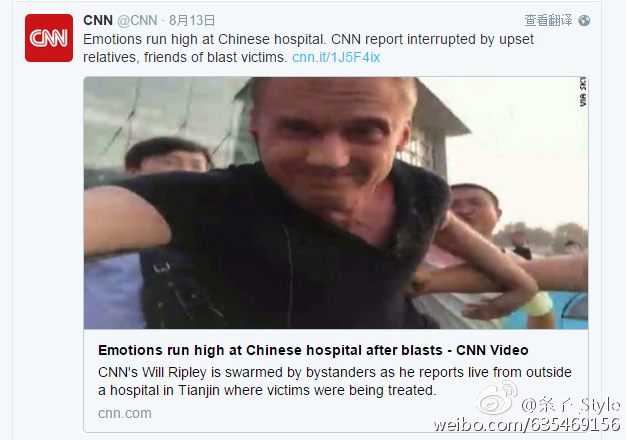 CNN @CNN · 8月13日
查看翻译
Emotions run high at Chinese hospital. CNN report interrupted by upset
relatives, friends of blast victims. cnn.it/1J5F4ix
CNN
VIA SKY
Emotions run high at Chinese hospital after blasts - CNN Video
CNN's Will Ripley is swarmed by bystanders as he reports live from outside
a hospital in Tianjin where victims were being treated.
cnn.com
@条子_Style
weibo.com/635469156